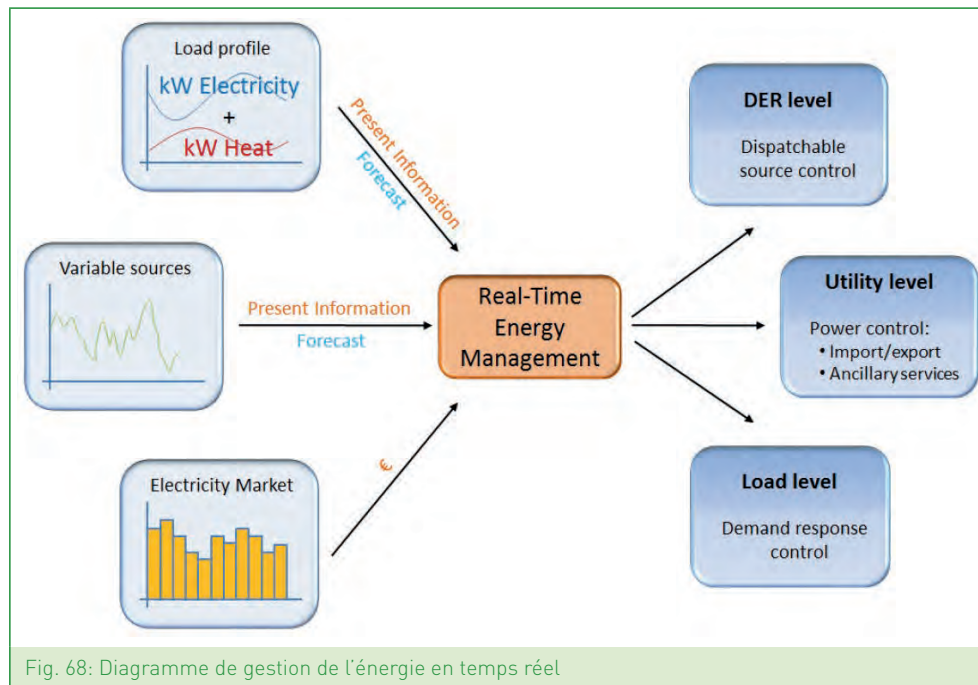 Load profile
kW Electricity
+
kW Heat
Present Information
Forecast
Variable sources
Present Information
Forecast
Electricity Market
€
Real-Time
Energy
Management
DER level
Dispatchable
source control
Utility level
Power control:
• Import/export
• Ancillary services
Load level
Demand response
control
Fig. 68: Diagramme de gestion de l'énergie en temps réel